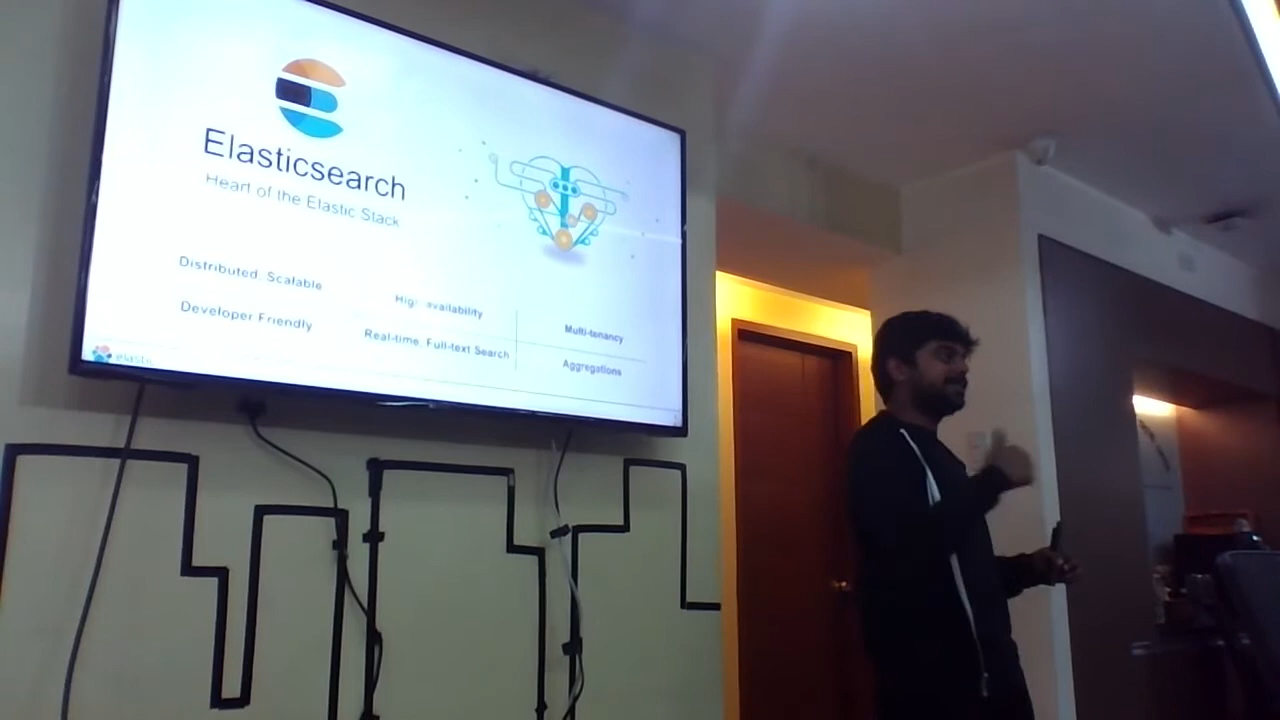 Elasticsearch
Heart of the Elastic Stack
Distributed, Scalable
High availability
Multi-tenancy
Developer Friendly
Real-time, Full-text Search
Aggregations
elastic